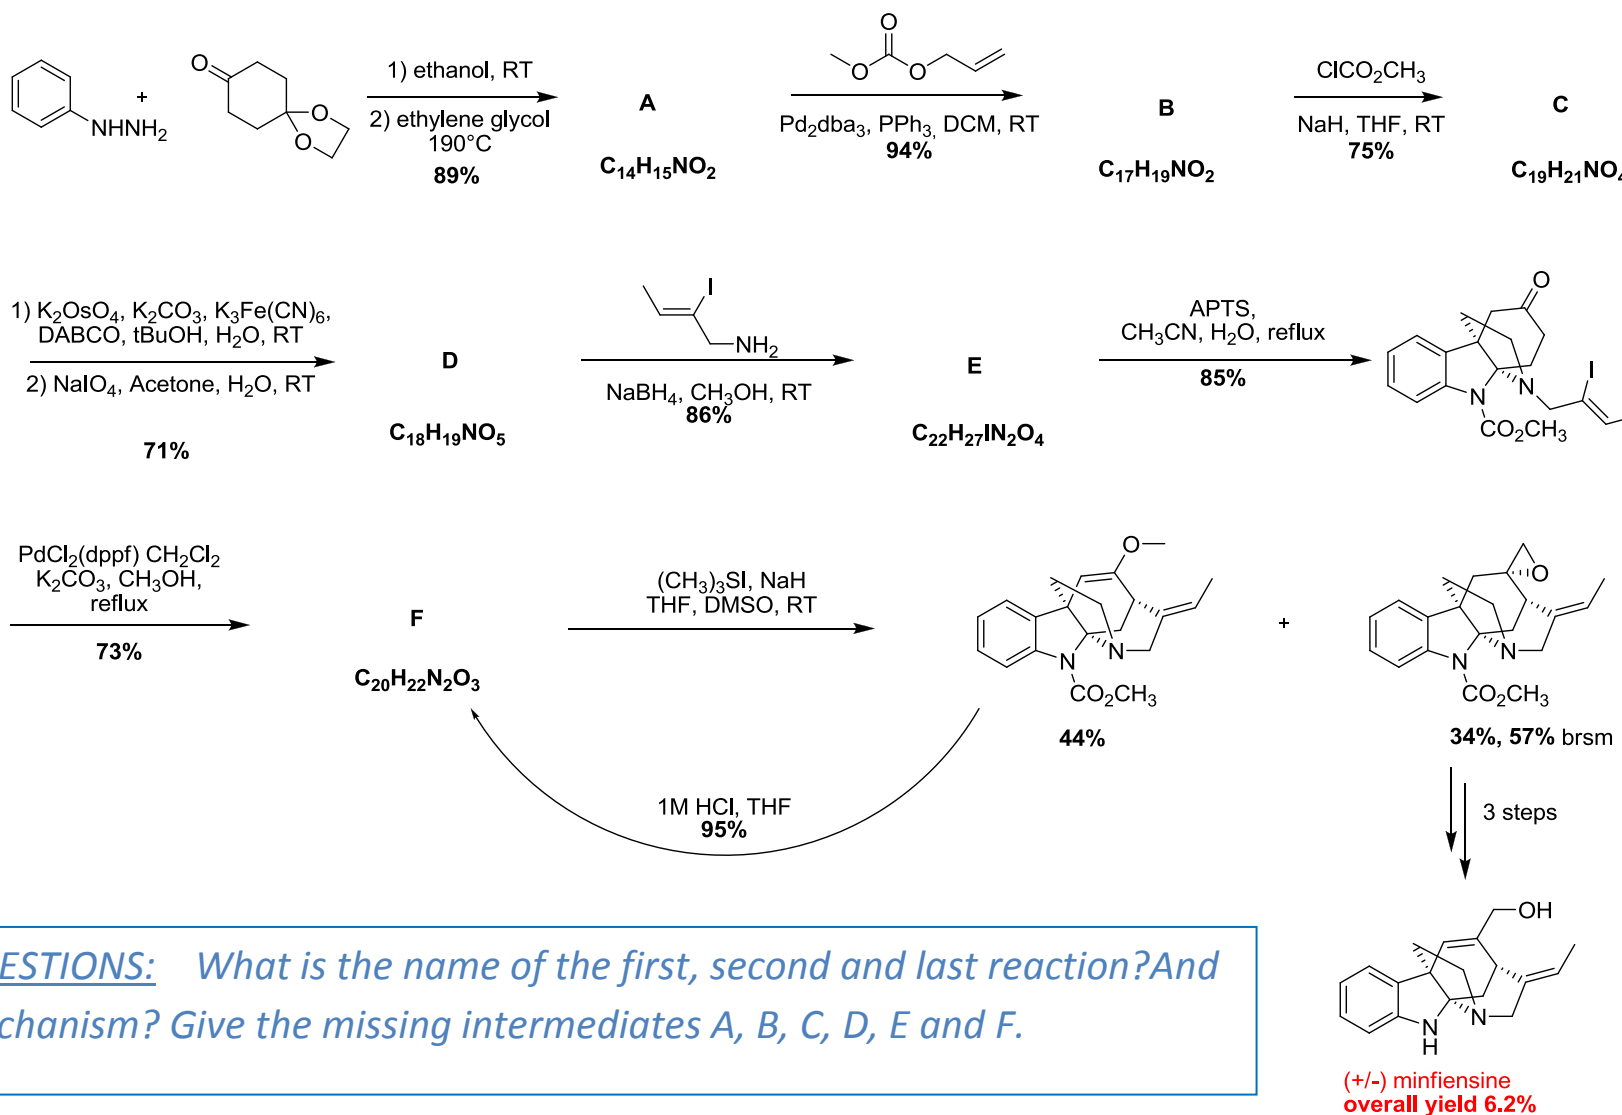 O
O
O
O
NHNH2
+
O
O
1) ethanol, RT
2) ethylene glycol
190°C
89%
A
C14H15NO2
Pd2dba3, PPh3, DCM, RT
94%
B
C17H19NO2
ClCO2CH3
NaH, THF, RT
75%
C
C19H21NO4
1) K2OsO4, K2CO3, K3Fe(CN)6,
DABCO, tBuOH, H2O, RT
2) NaIO4, Acetone, H2O, RT
71%
D
C18H19NO5
I
NH2
NaBH4, CH3OH, RT
86%
E
C22H27IN2O4
APTS,
CH3CN, H2O, reflux
85%
O
I
N
N
CO2CH3
PdCl2(dppf) CH2Cl2
K2CO3, CH3OH,
reflux
73%
F
C20H22N2O3
(CH3)3SI, NaH
THF, DMSO, RT
O
N
N
CO2CH3
44%
+
O
N
N
CO2CH3
34%, 57% brsm
1M HCl, THF
95%
3 steps
OH
N
N
H
(+/-) minfiensine
overall yield 6.2%
ESTIONS: What is the name of the first, second and last reaction?And
chanism? Give the missing intermediates A, B, C, D, E and F.